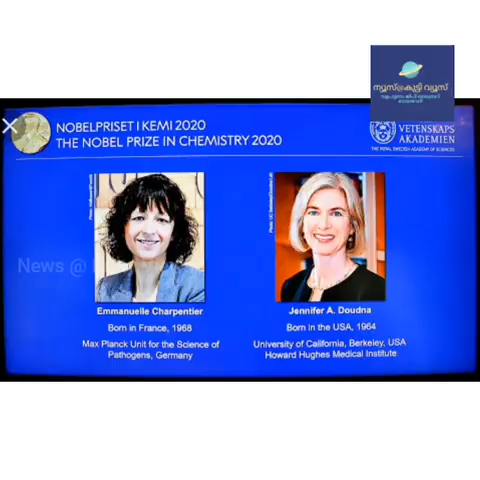 ന്യൂസ്@കുട്ടി വ്യൂസ്
NOBELPRISET I KEMI 2020
THE NOBEL PRIZE IN CHEMISTRY 2020
VETENSKAPS
AKADEMIEN
THE ROYAL SWEDISH ACADEMY OF SCIENCES
News @
Emmanuelle Charpentier
Born in France, 1968
Max Planck Unit for the Science of
Pathogens, Germany
Jennifer A. Doudna
Born in the USA, 1964
University of California, Berkeley, USA
Howard Hughes Medical Institute